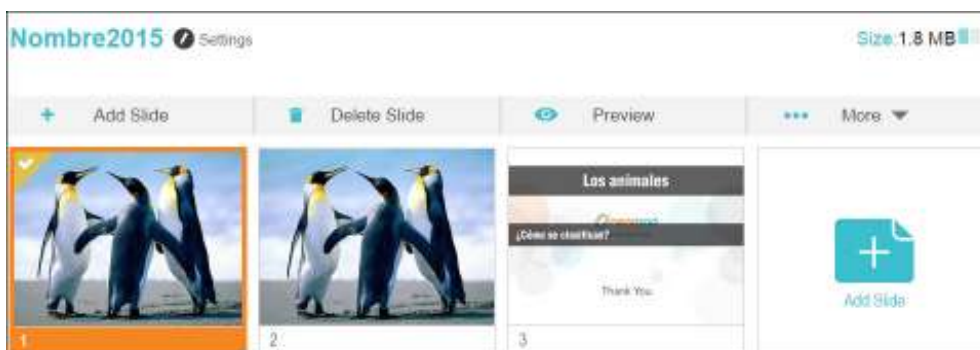 Nombre2015 Settings
Size:1.8 MB
Add Slide
Delete Slide
Preview
More
Los animales
¿Cómo se clasifican?
Thank You
Add Slide
1
2
3